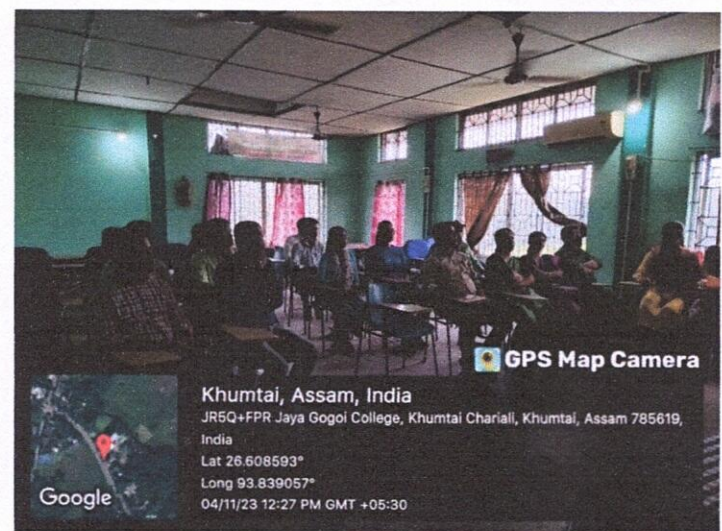 GPS Map Camera
Khumtai, Assam, India
JR5Q+FPR Jaya Gogoi College, Khumtai Chariali, Khumtai, Assam 785619,
India
Lat 26.608593°
Long 93.839057°
04/11/23 12:27 PM GMT +05:30
Google